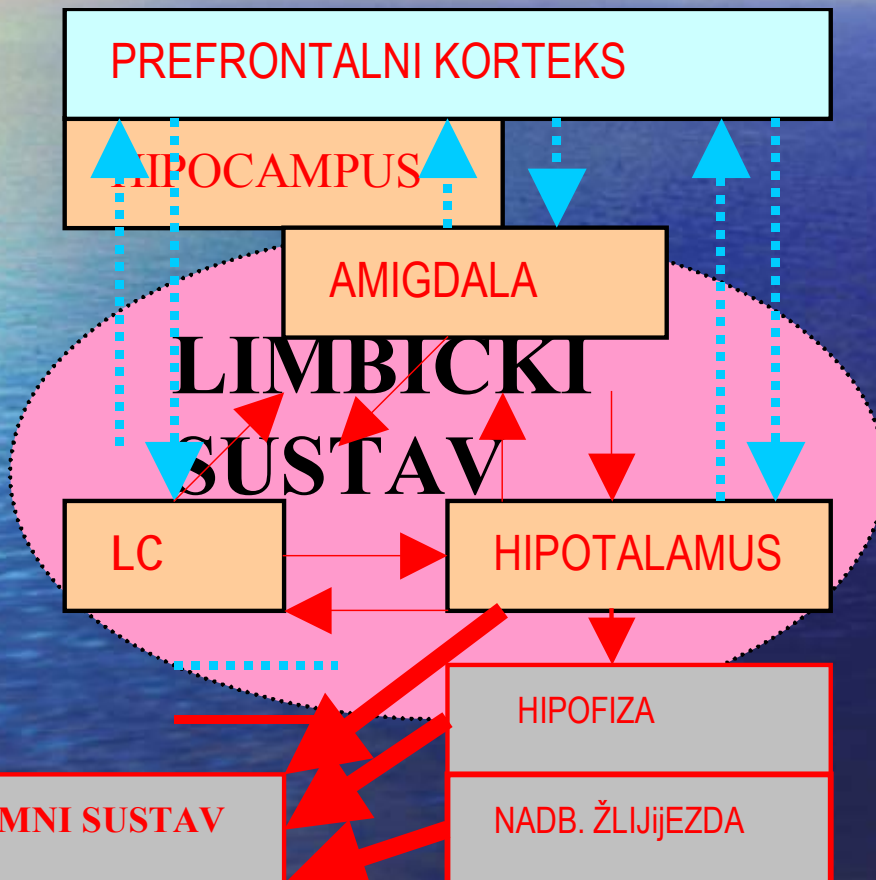 PREFRONTALNI KORTEKS
HIPOCAMPUS
AMIGDALA
LIMBICKI
SUSTAV
LC
HIPOTALAMUS
HIPOFIZA
MNI SUSTAV
NADB. ŽLIJijEZDA